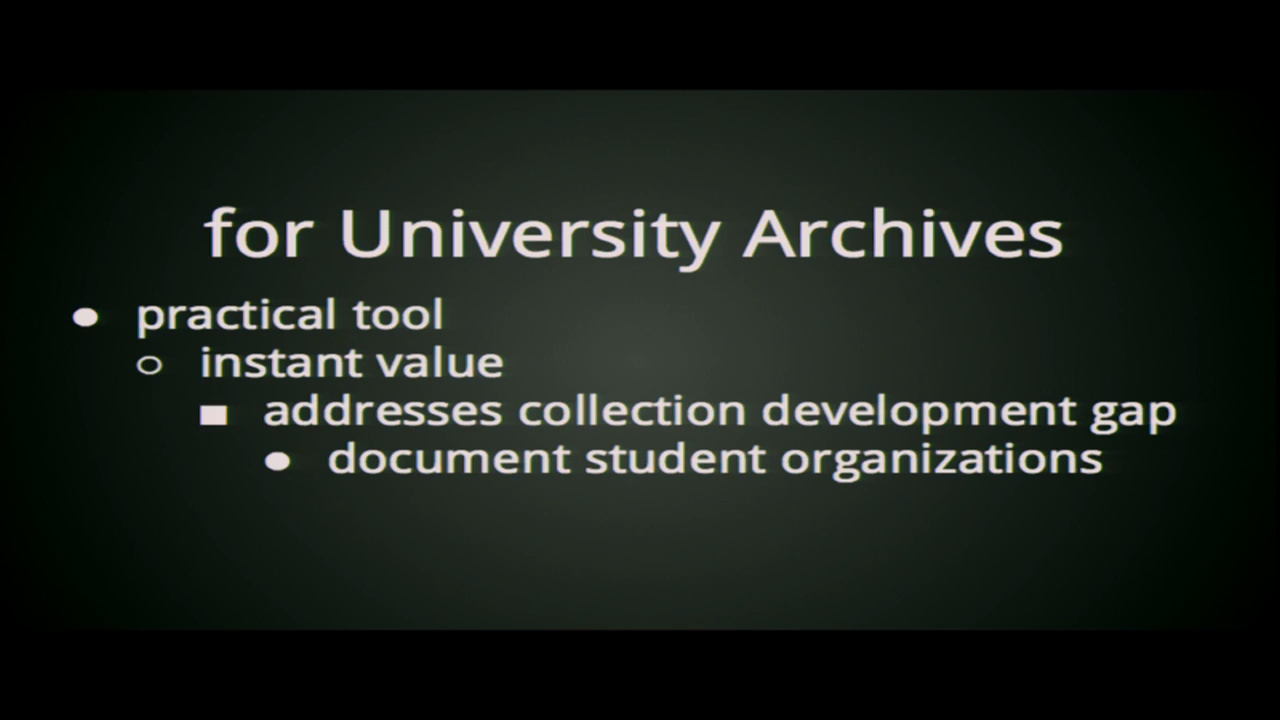 for University Archives
● practical tool
○ instant value
■ addresses collection development gap
● document student organizations